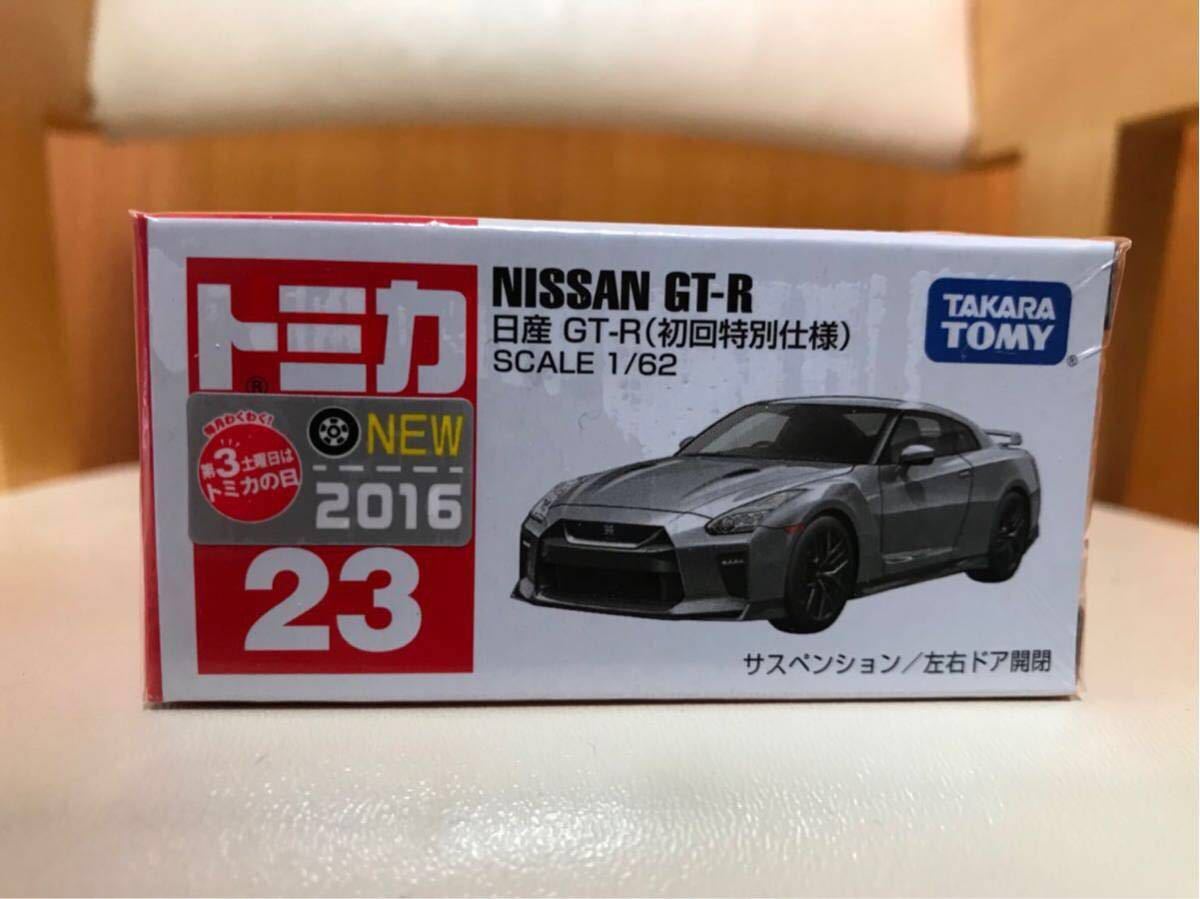 トミカ
®
毎月わくわく!
第3土曜日は
トミカの日
NEW
2016
23
NISSAN GT-R
日産 GT-R(初回特別仕様)
SCALE 1/62
TAKARA
TOMY
®
サスペンション/左右ドア開閉